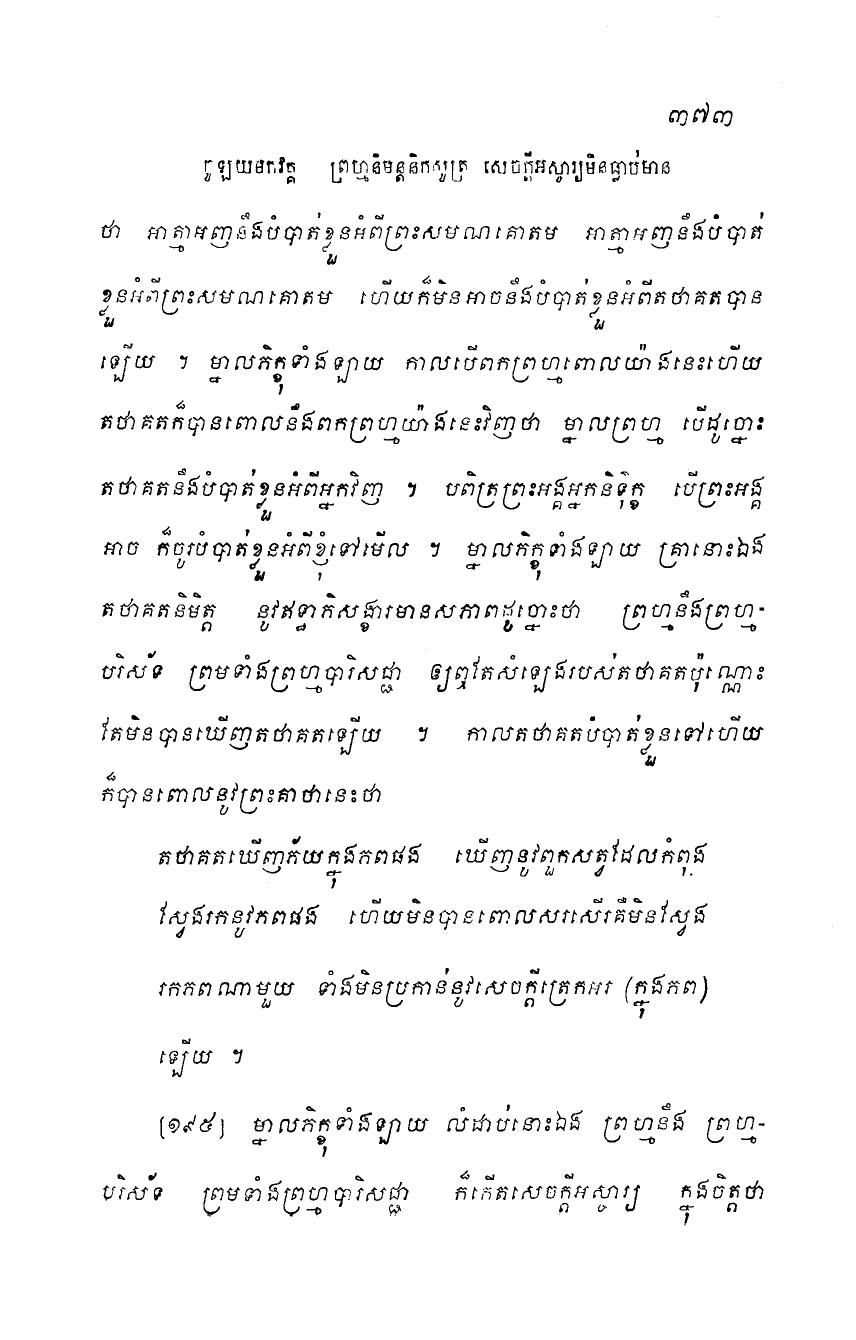 ៣៧៣
ចូឡយមកវគ្គ ព្រហ្មនិមន្តនិកសូត្រ សេចក្តីអស្ចារ្យមិនធ្លាប់មាន
ថា អាត្មាអញនឹងបំបាត់ខ្លួនអំពីព្រះសមណគោតម អាត្មាអញនឹងបំបាត់
ខ្លួនអំពីព្រះសមណគោតម ហើយក៏មិនអាចនឹងបំបាត់ខ្លួនអំពីតថាគតបាន
ឡើយ ។ ម្នាលភិក្ខុទាំងឡាយ កាលបើពកព្រហ្មពោលយ៉ាងនេះហើយ
តថាគតក៏បានពោលនឹងពកព្រហ្មយ៉ាងនេះវិញថា ម្នាលព្រហ្ម បើដូច្នោះ
តថាគតនឹងបំបាត់ខ្លួនអំពីអ្នកវិញ ។ បពិត្រព្រះអង្គអ្នកនិទ៌ុក្ខ បើព្រះអង្គ
អាច ក៏ចូរបំបាត់ខ្លួនអំពីខ្ញុំទៅមើល ។ ម្នាលភិក្ខុទាំងឡាយ គ្រានោះឯង
តថាគតនិមិត្ត នូវឥទ្ធាភិសង្ខារមានសភាពដូច្នោះថា ព្រហ្មនឹងព្រហ្ម-
បរិស័ទ ព្រមទាំងព្រហ្មបារិសជ្ជា ឲ្យឮតែសំឡេងរបស់តថាគតប៉ុណ្ណោះ
តែមិនបានឃើញតថាគតឡើយ ។ កាលតថាគតបំបាត់ខ្លួនទៅហើយ
ក៏បានពោលនូវព្រះគាថានេះថា
តថាគតឃើញភ័យក្នុងភពផង ឃើញនូវពួកសត្វដែលកំពុង
ស្វែងរកនូវភពផង ហើយមិនបានពោលសរសើរគឺមិនស្វែង
រកភពណាមួយ ទាំងមិនប្រកាន់នូវសេចក្តីត្រេកអរ (ក្នុងភព)
ឡើយ ។
[១៩៥] ម្នាលភិក្ខុទាំងឡាយ លំដាប់នោះឯង ព្រហ្មនឹង ព្រហ្ម-
បរិស័ទ ព្រមទាំងព្រហ្មបារិសជ្ជា ក៏កើតសេចក្តីអស្ចារ្យ ក្នុងចិត្តថា